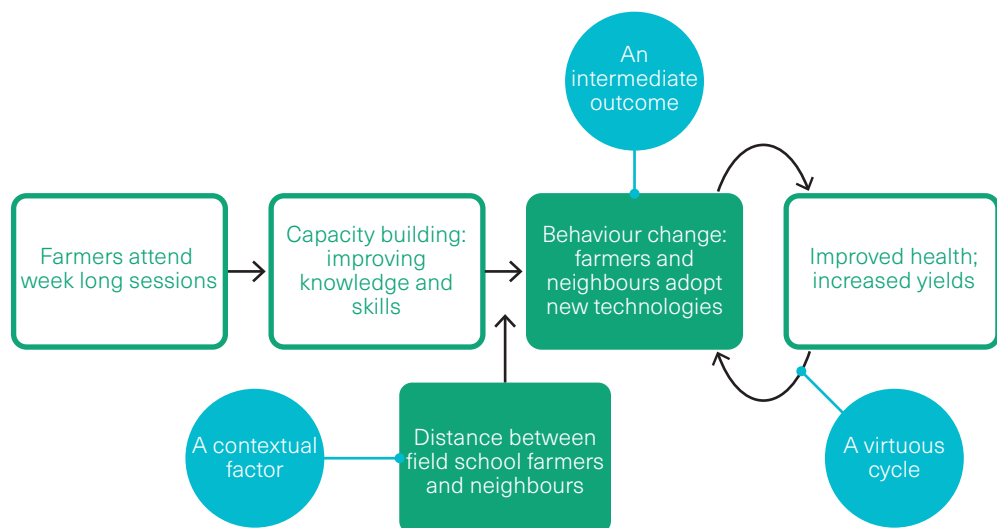 An
intermediate
outcome
Farmers attend
week long sessions
Capacity building:
improving
knowledge and
skills
Behaviour change:
farmers and
neighbours adopt
new technologies
Improved health;
increased yields
A contextual
factor
Distance between
field school farmers
and neighbours
A virtuous
cycle